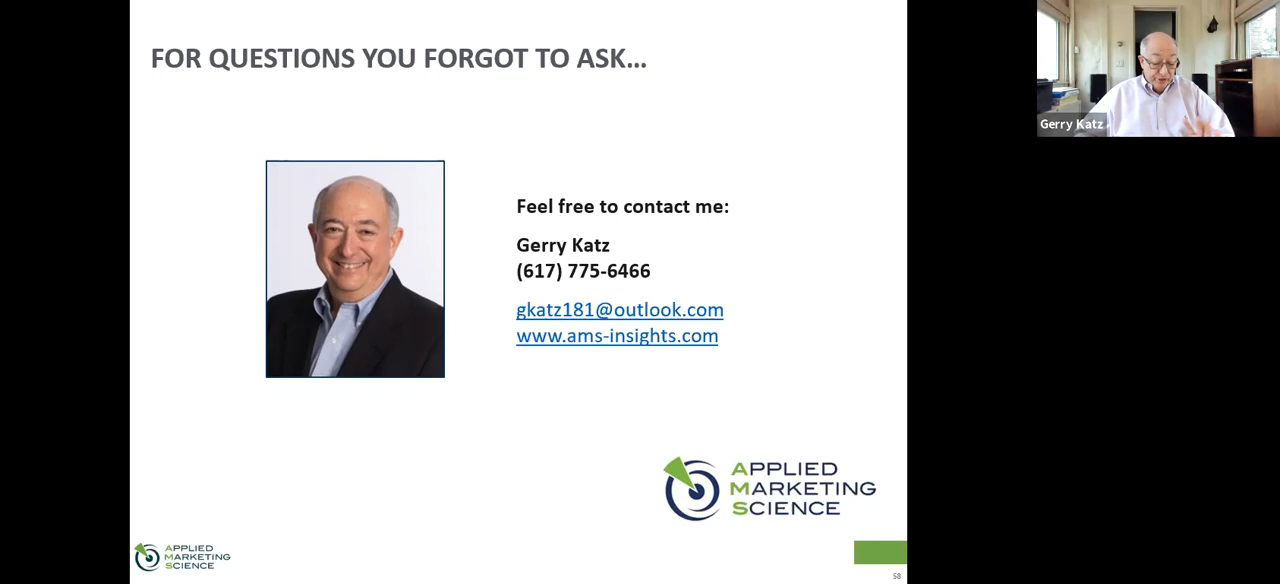 FOR QUESTIONS YOU FORGOT TO ASK...
Gerry Katz
Feel free to contact me:
Gerry Katz
(617) 775-6466
gkatz181@outlook.com
www.ams-insights.com
APPLIED
MARKETING
SCIENCE
APPLIED
MARKETING
SCIENCE
58